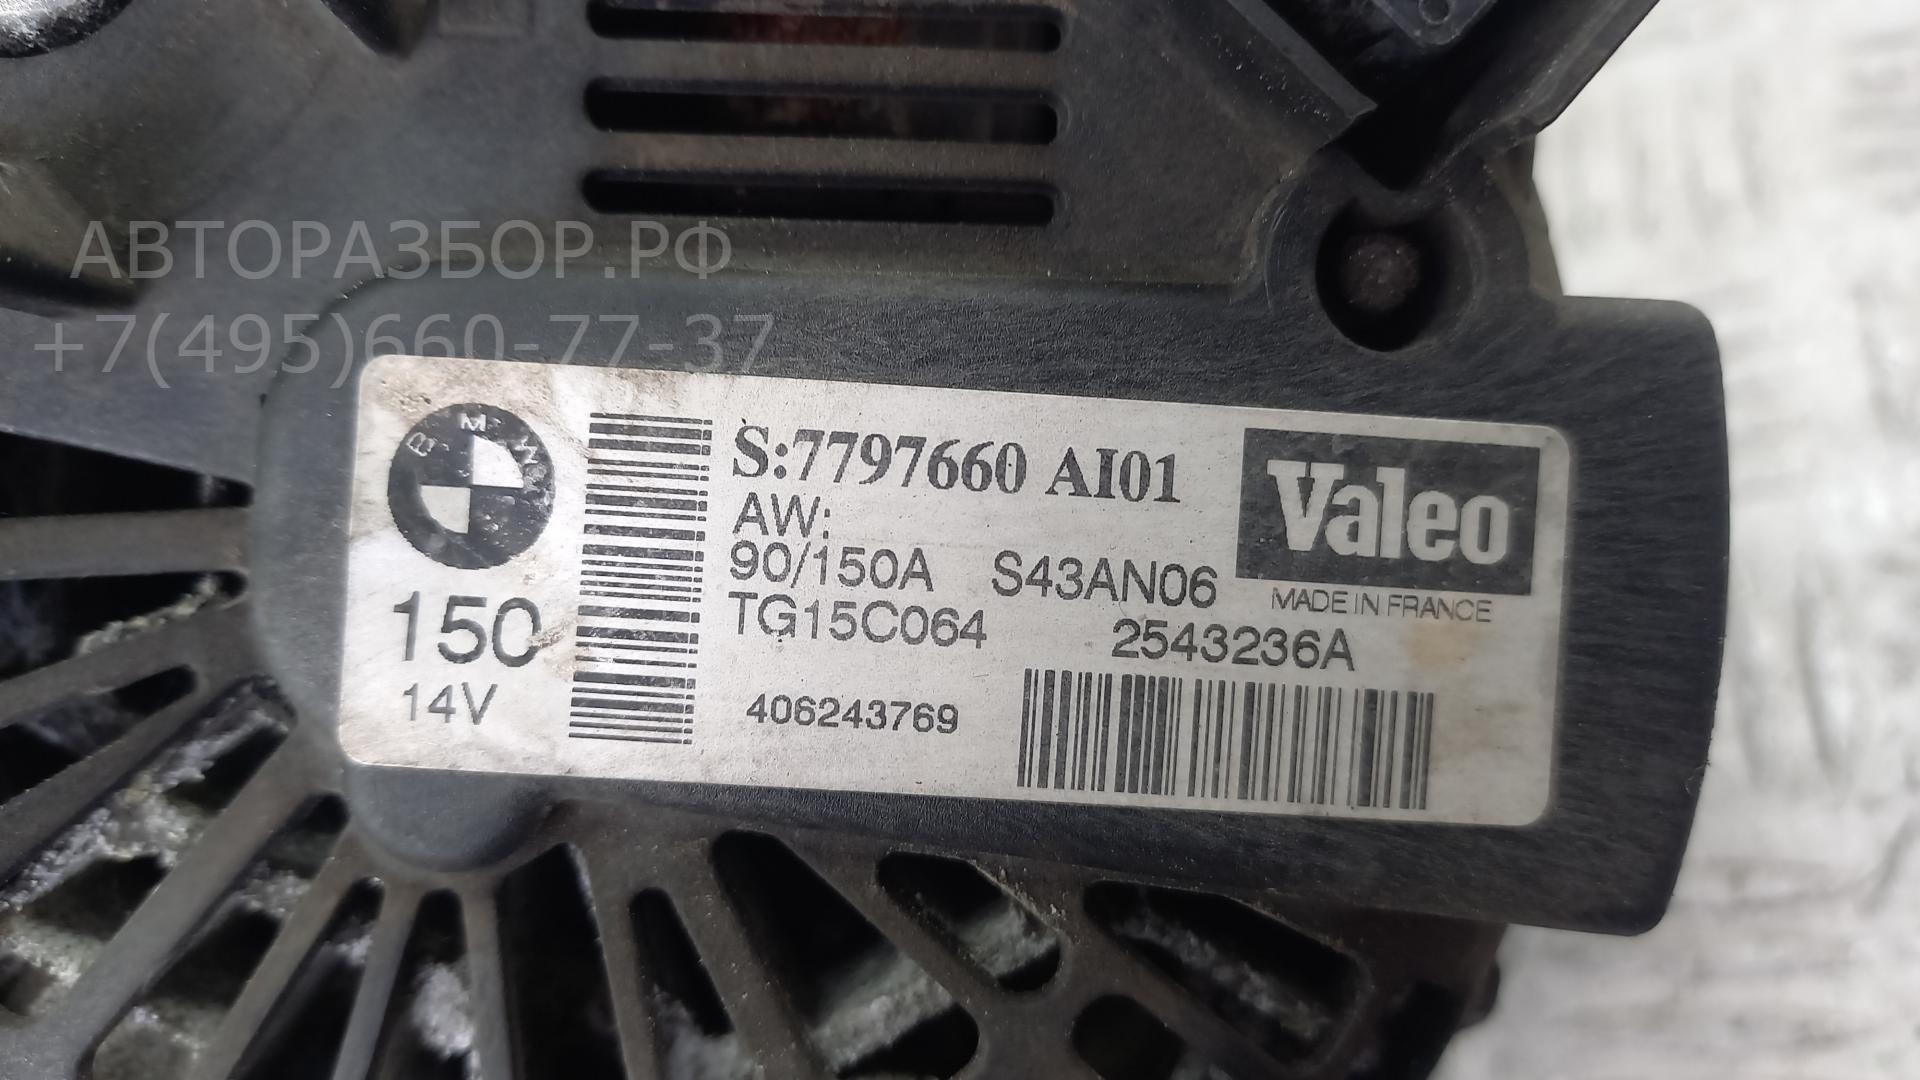 АВТОРАЗБОР.РФ
+7(495)660-77-37
BMW
150
14V
S:7797660 AI01
AW:
90/150A S43AN06
TG15C064 2543236A
406243769
Valeo
MADE IN FRANCE